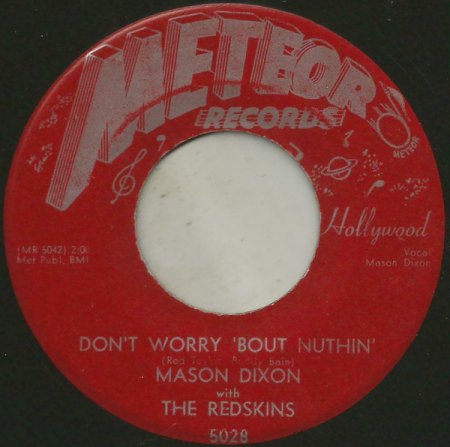 METEOR
RECORDS
METEOR
Hollywood
(MR 5042) 2:06
Met Publ. BMI
Vocal
Mason Dixon
DON'T WORRY 'BOUT NUTHIN'
(Red
MASON DIXON
with
THE REDSKINS
5028